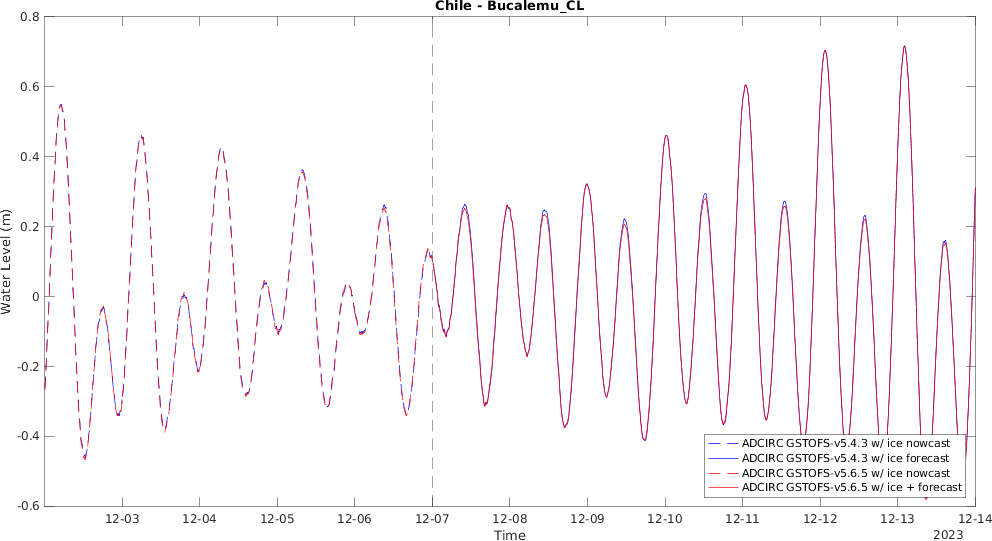 Chile - Bucalemu_CL
0.8
0.6
0.4
0.2
0
-0.2
-0.4
-0.6
Water Level (m)
12-03 12-04 12-05 12-06 12-07 12-08 12-09 12-10 12-11 12-12 12-13 12-14
Time
2023
ADCIRC GSTOFS-v5.4.3 w/ ice nowcast
ADCIRC GSTOFS-v5.4.3 w/ ice forecast
ADCIRC GSTOFS-v5.6.5 w/ ice nowcast
ADCIRC GSTOFS-v5.6.5 w/ ice + forecast